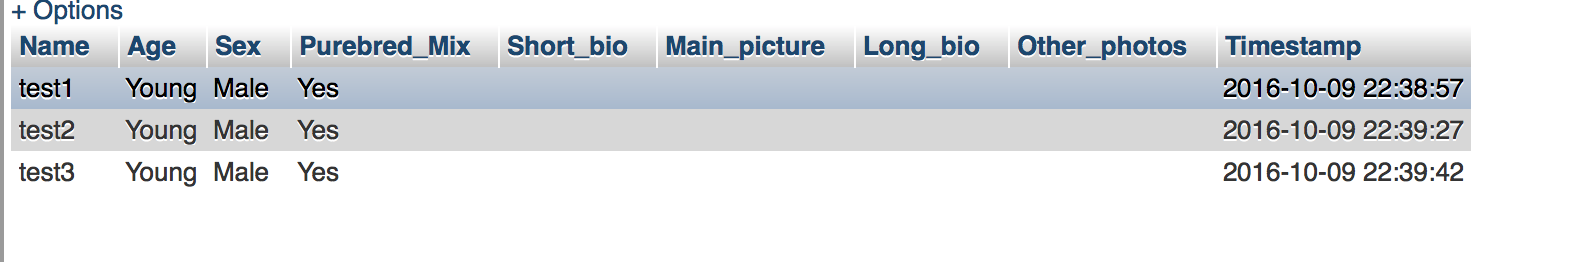 + Options
Name Age Sex Purebred_Mix Short_bio Main_picture Long_bio Other_photos Timestamp
test1 Young Male Yes 2016-10-09 22:38:57
test2 Young Male Yes 2016-10-09 22:39:27
test3 Young Male Yes 2016-10-09 22:39:42